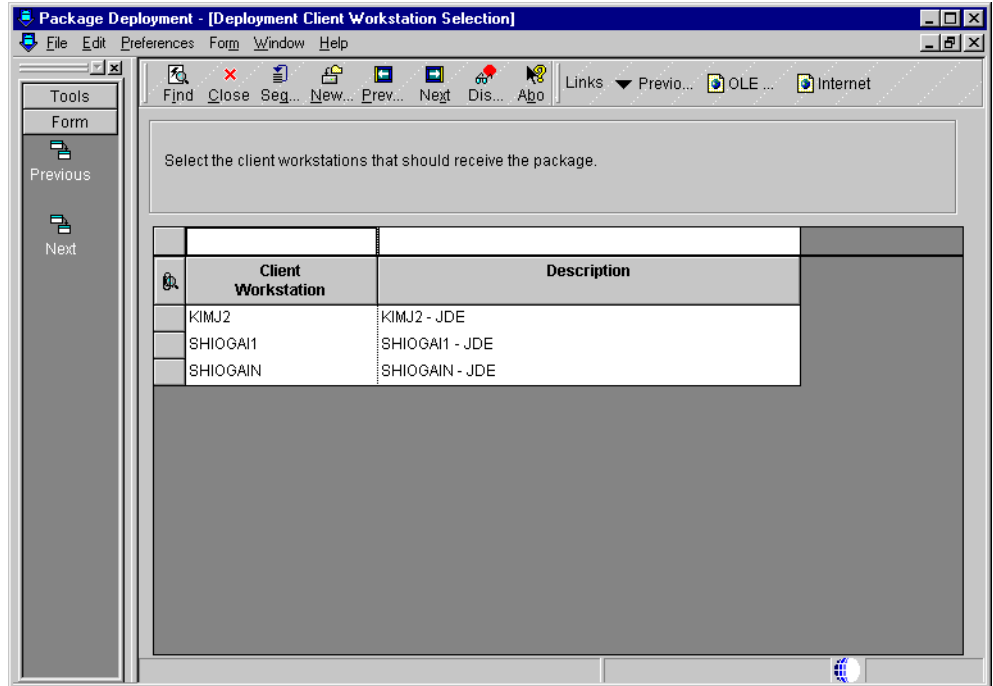 Package Deployment - [Deployment Client Workstation Selection]
File Edit Preferences Form Window Help
Find Close Seq... New... Prev... Next Dis... Abo Links Previo... OLE ... Internet
Tools
Form
Previous
Next
Select the client workstations that should receive the package.
Client Workstation Description
KIMJ2 KIMJ2 - JDE
SHIOGAI1 SHIOGAI1 - JDE
SHIOGAIN SHIOGAIN - JDE